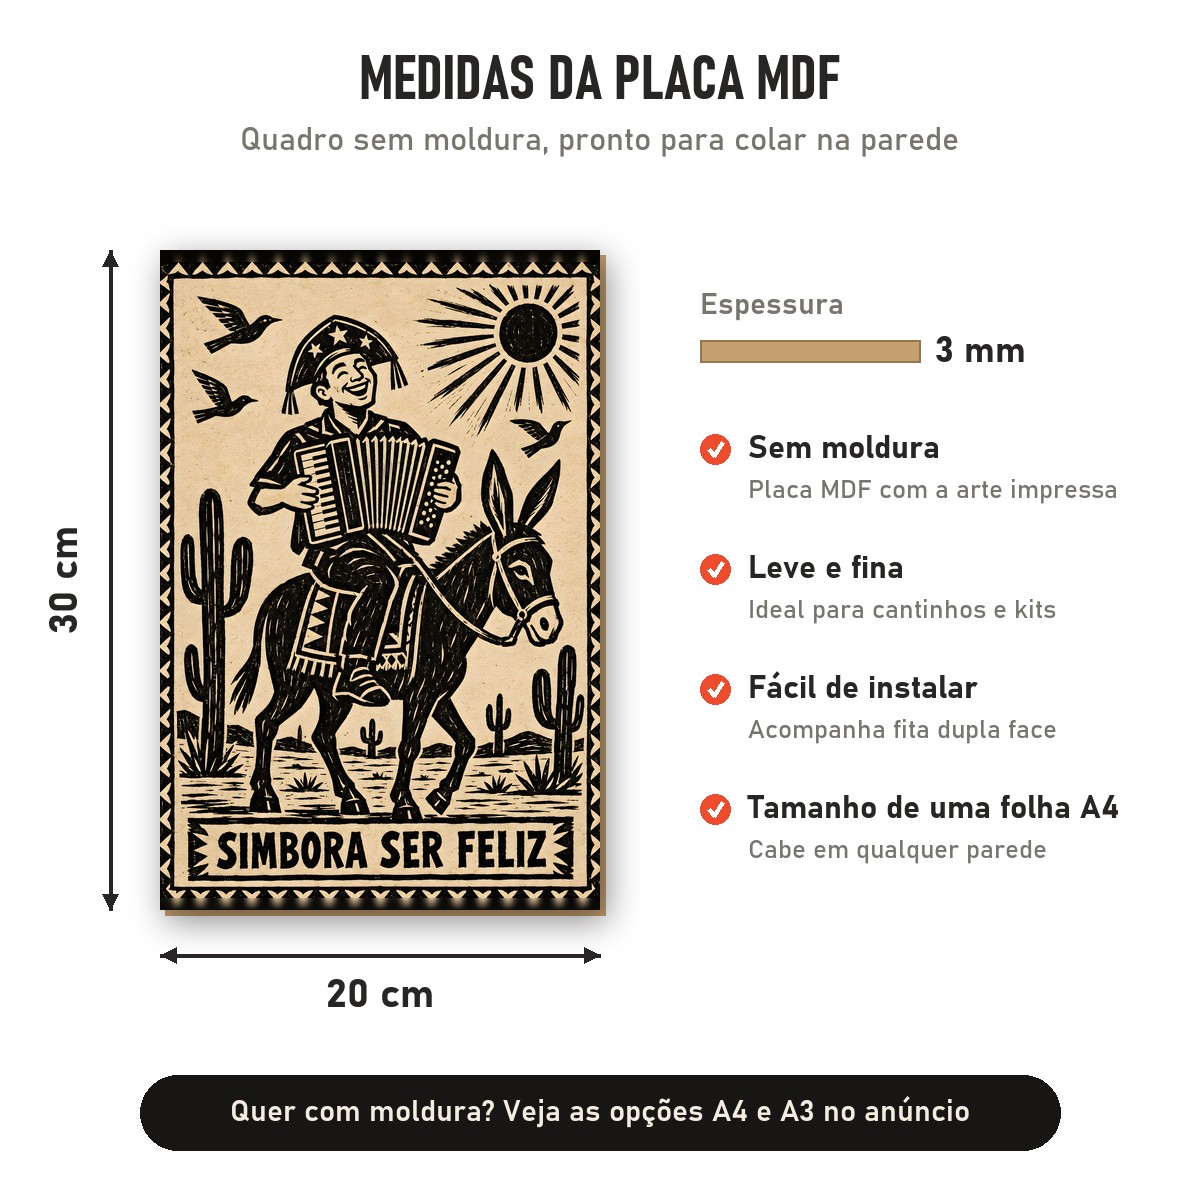 MEDIDAS DA PLACA MDF
Quadro sem moldura, pronto para colar na parede
30 cm
SIMBORA SER FELIZ
20 cm
Espessura
3 mm
Sem moldura
Placa MDF com a arte impressa
Leve e fina
Ideal para cantinhos e kits
Fácil de instalar
Acompanha fita dupla face
Tamanho de uma folha A4
Cabe em qualquer parede
Quer com moldura? Veja as opções A4 e A3 no anúncio